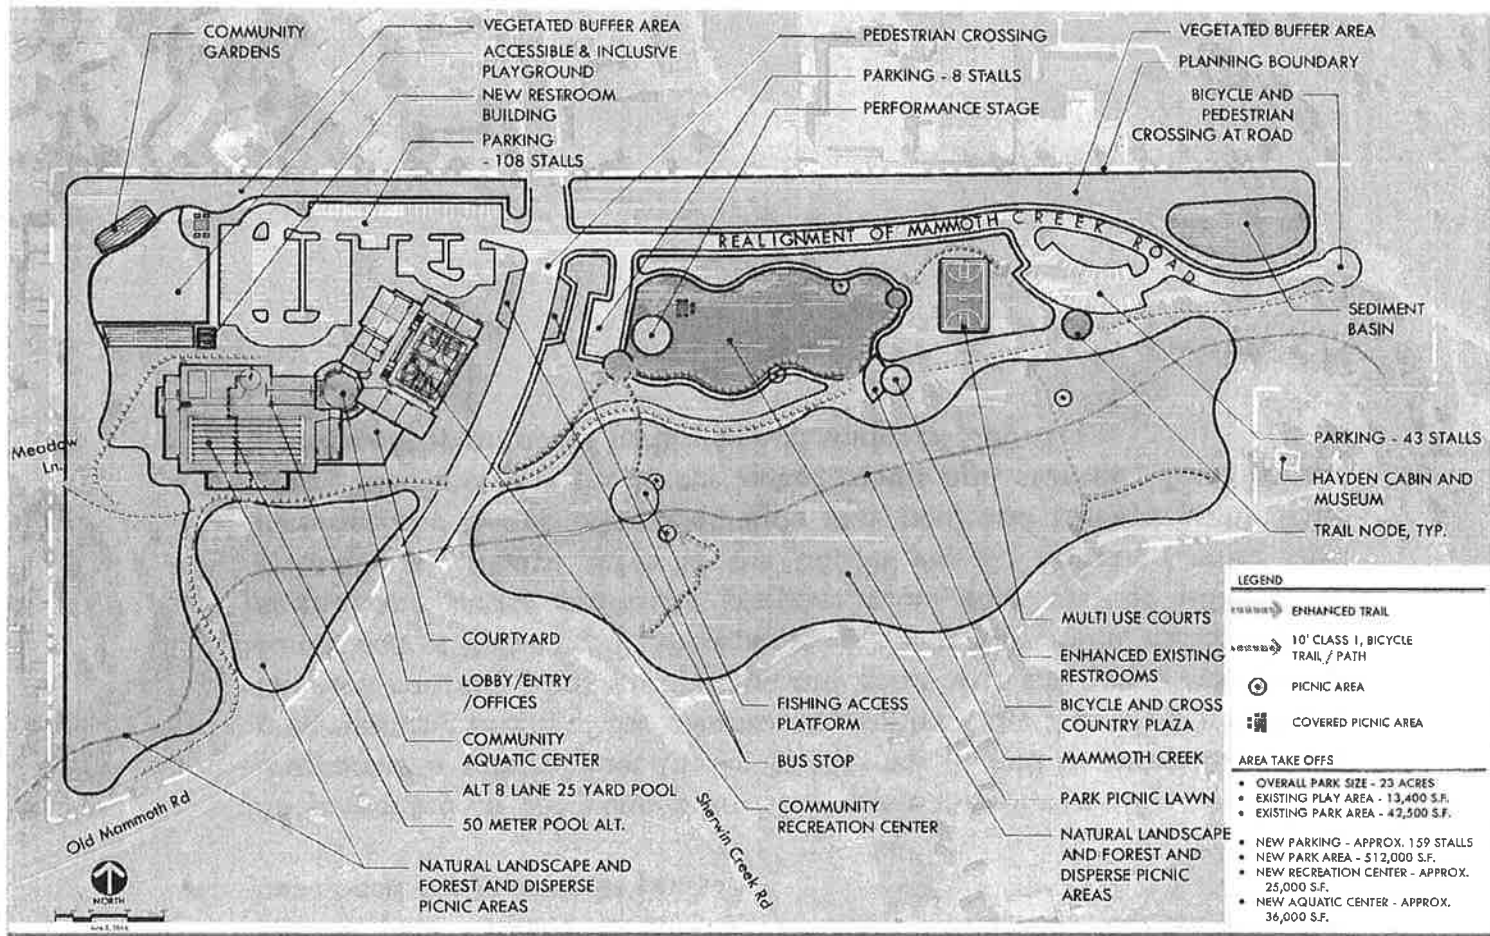 COMMUNITY
GARDENS
VEGETATED BUFFER AREA
ACCESSIBLE & INCLUSIVE
PLAYGROUND
NEW RESTROOM
BUILDING
PARKING
- 108 STALLS
PEDESTRIAN CROSSING
PARKING - 8 STALLS
PERFORMANCE STAGE
VEGETATED BUFFER AREA
PLANNING BOUNDARY
BICYCLE AND
PEDESTRIAN
CROSSING AT ROAD
REALIGNMENT OF MAMMOTH CREEK ROAD
SEDIMENT
BASIN
PARKING - 43 STALLS
HAYDEN CABIN AND
MUSEUM
TRAIL NODE, TYP.
Meadow
Ln.
COURTYARD
LOBBY/ENTRY
/OFFICES
COMMUNITY
AQUATIC CENTER
ALT 8 LANE 25 YARD POOL
50 METER POOL ALT.
NATURAL LANDSCAPE AND
FOREST AND DISPERSE
PICNIC AREAS
FISHING ACCESS
PLATFORM
BUS STOP
COMMUNITY
RECREATION CENTER
MULTI USE COURTS
ENHANCED EXISTING
RESTROOMS
BICYCLE AND CROSS
COUNTRY PLAZA
MAMMOTH CREEK
PARK PICNIC LAWN
NATURAL LANDSCAPE
AND FOREST AND
DISPERSE PICNIC
AREAS
Old Mammoth Rd
Sherwin Creek Rd
NORTH
LEGEND
ENHANCED TRAIL
10' CLASS 1, BICYCLE
TRAIL / PATH
PICNIC AREA
COVERED PICNIC AREA
AREA TAKE OFFS
• OVERALL PARK SIZE - 23 ACRES
• EXISTING PLAY AREA - 13,400 S.F.
• EXISTING PARK AREA - 42,500 S.F.
• NEW PARKING - APPROX. 159 STALLS
• NEW PARK AREA - 512,000 S.F.
• NEW RECREATION CENTER - APPROX.
25,000 S.F.
• NEW AQUATIC CENTER - APPROX.
36,000 S.F.